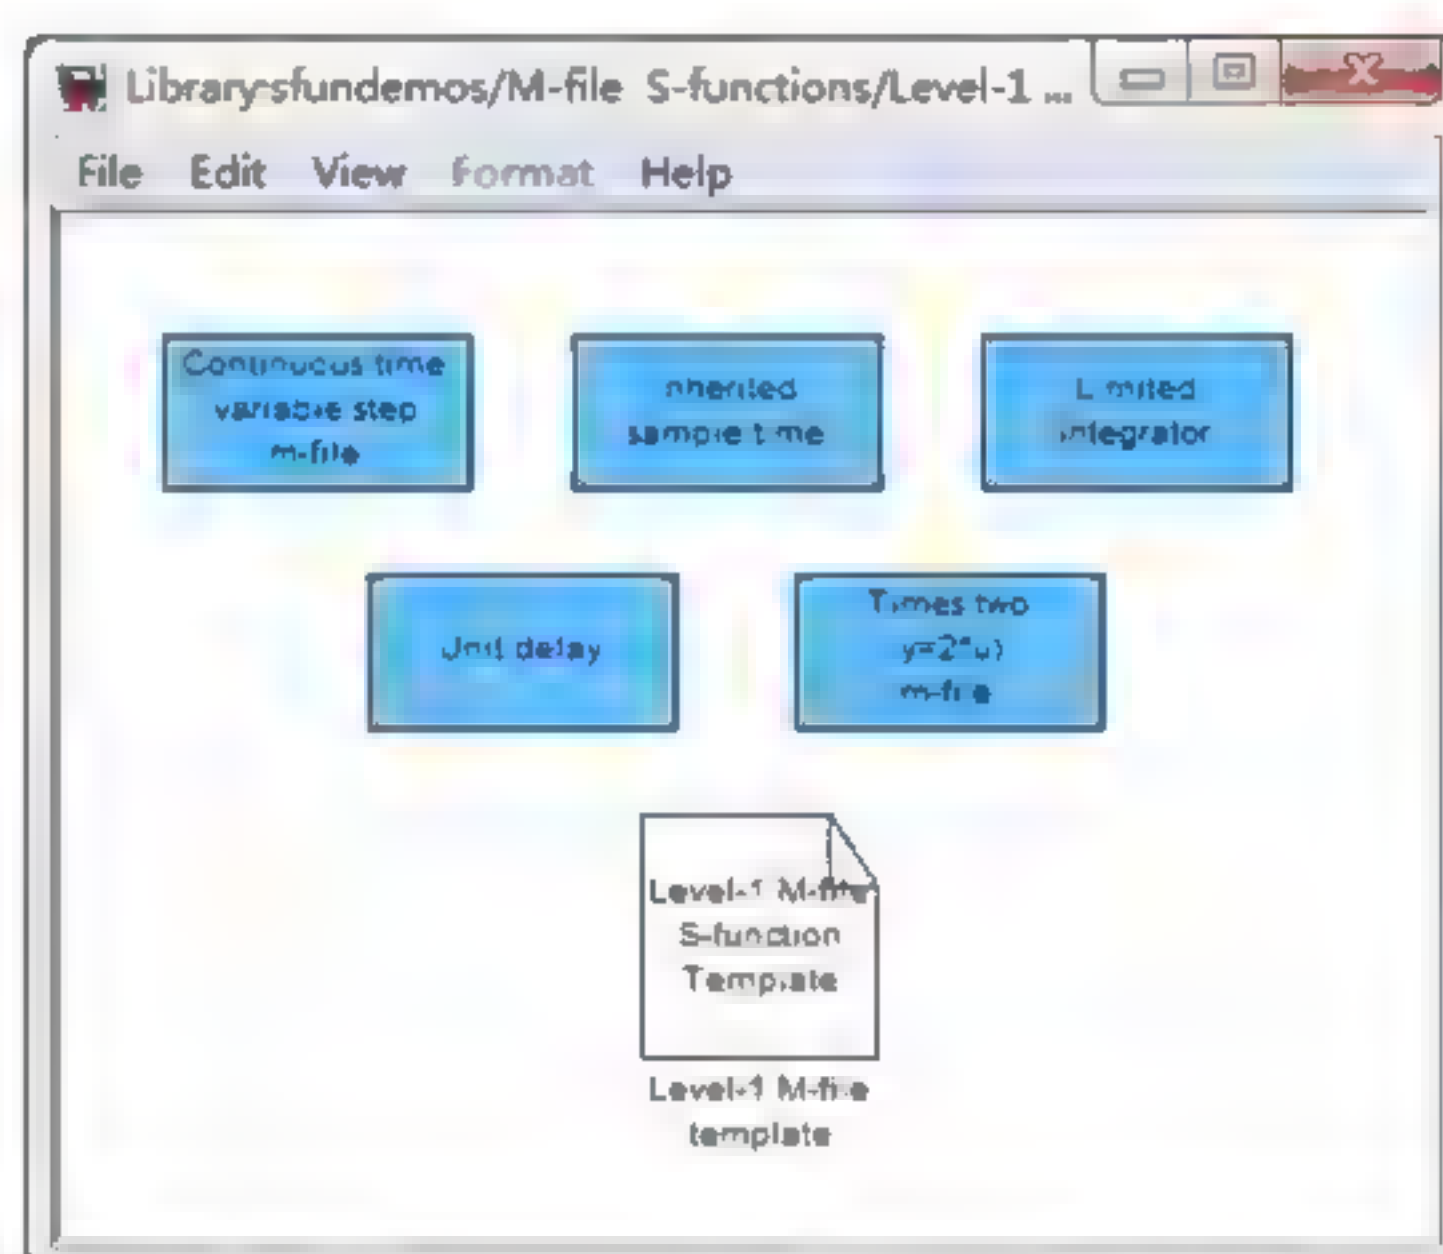 Library:sfundemos/M-file S-functions/Level-1 ...
File Edit View Format Help
Continuous time
variable step
m-file
Inherited
sample time
Limited
integrator
Unit delay
Times two
y=2*u)
m-file
Level-1 M-file
S-function
Template
Level-1 M-file
template